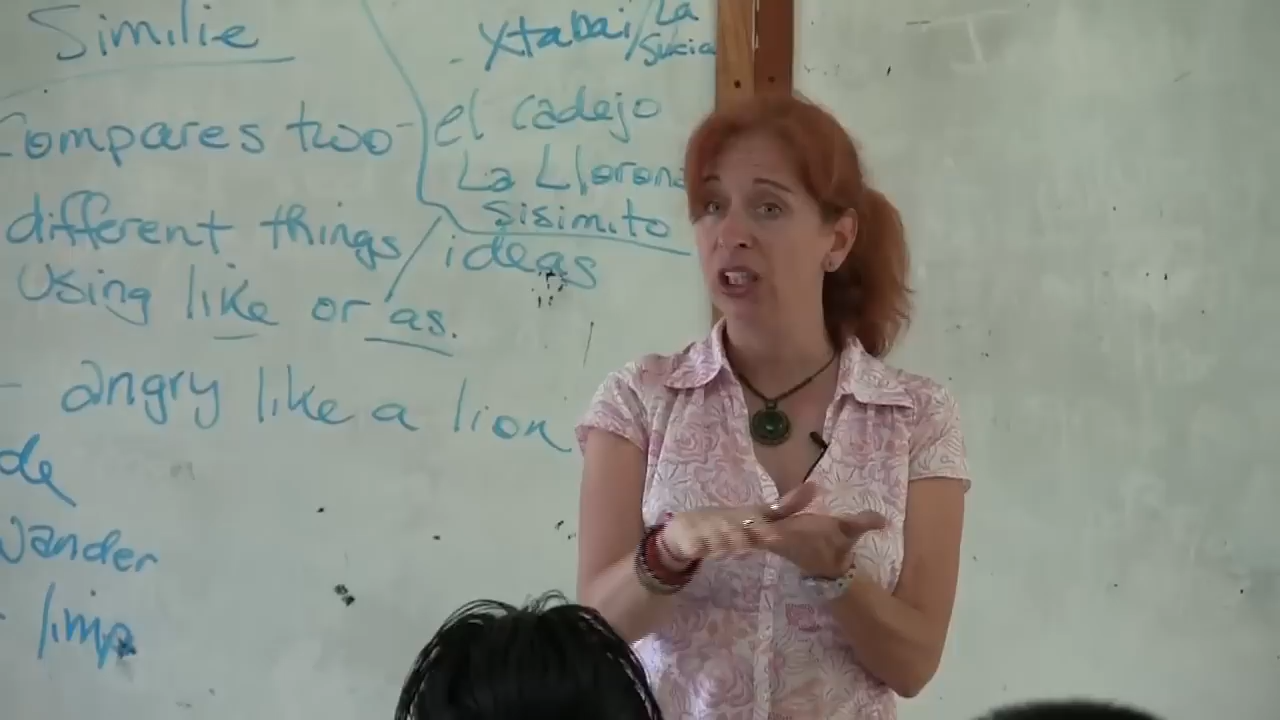 Similie
Compares two
different things/ideas
Using like or as.
- angry like a lion
wander
- limp
- Xtabai/La
Sucia
- el cadejo
La Llorona
Sisimito